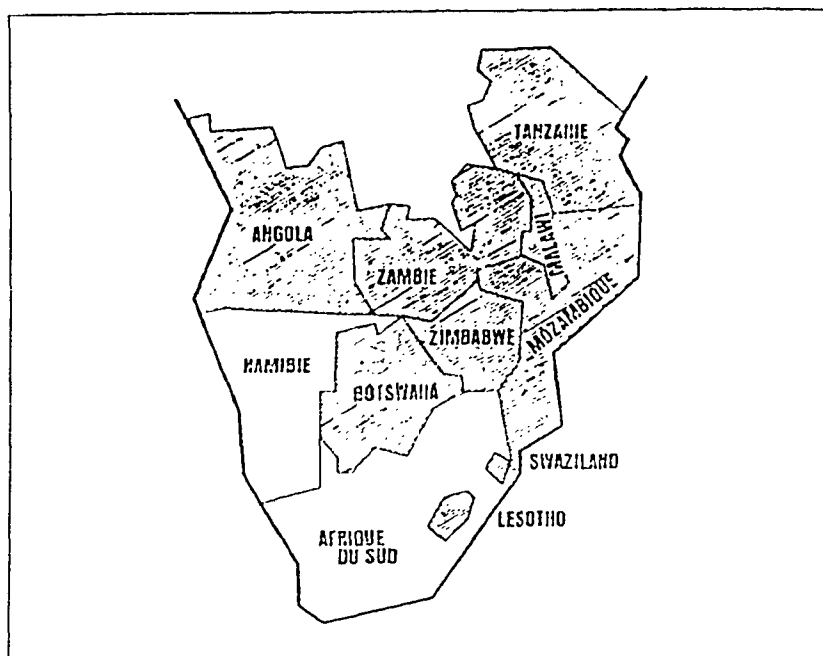 TANZANIE
ANGOLA
MALAWI
ZAMBIE
MOZAMBIQUE
ZIMBABWE
NAMIBIE
BOTSWANA
SWAZILAND
LESOTHO
AFRIQUE
DU SUD